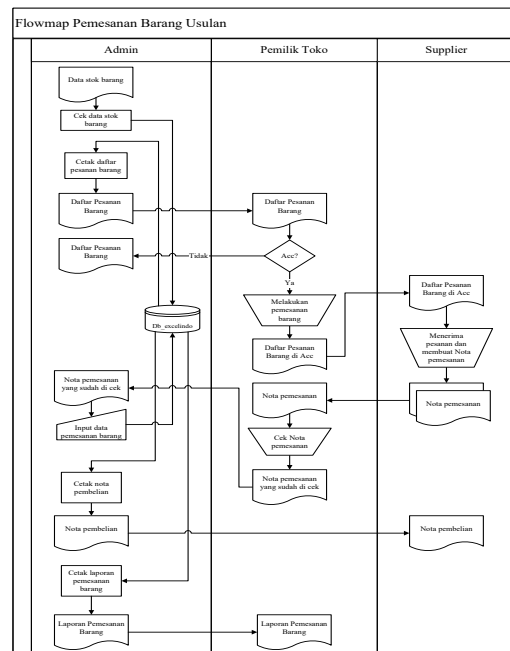 Flowmap Pemesanan Barang Usulan
Admin
Pemilik Toko
Supplier
Data stok barang
Cek data stok
barang
Cetak daftar
pesanan barang
Daftar Pesanan
Barang
Daftar Pesanan
Barang
Daftar Pesanan
Barang
Tidak
Acc?
Ya
Melakukan
pemesanan
barang
Daftar Pesanan
Barang di Acc
Daftar Pesanan
Barang di Acc
Menerima
pesanan dan
membuat Nota
pemesanan
Db_excelindo
Nota pemesanan
Nota pemesanan
Nota pemesanan
yang sudah di cek
Input data
pemesanan barang
Cek Nota
pemesanan
Nota pemesanan
yang sudah di cek
Cetak nota
pembelian
Nota pembelian
Nota pembelian
Cetak laporan
pemesanan
barang
Laporan Pemesanan
Barang
Laporan Pemesanan
Barang